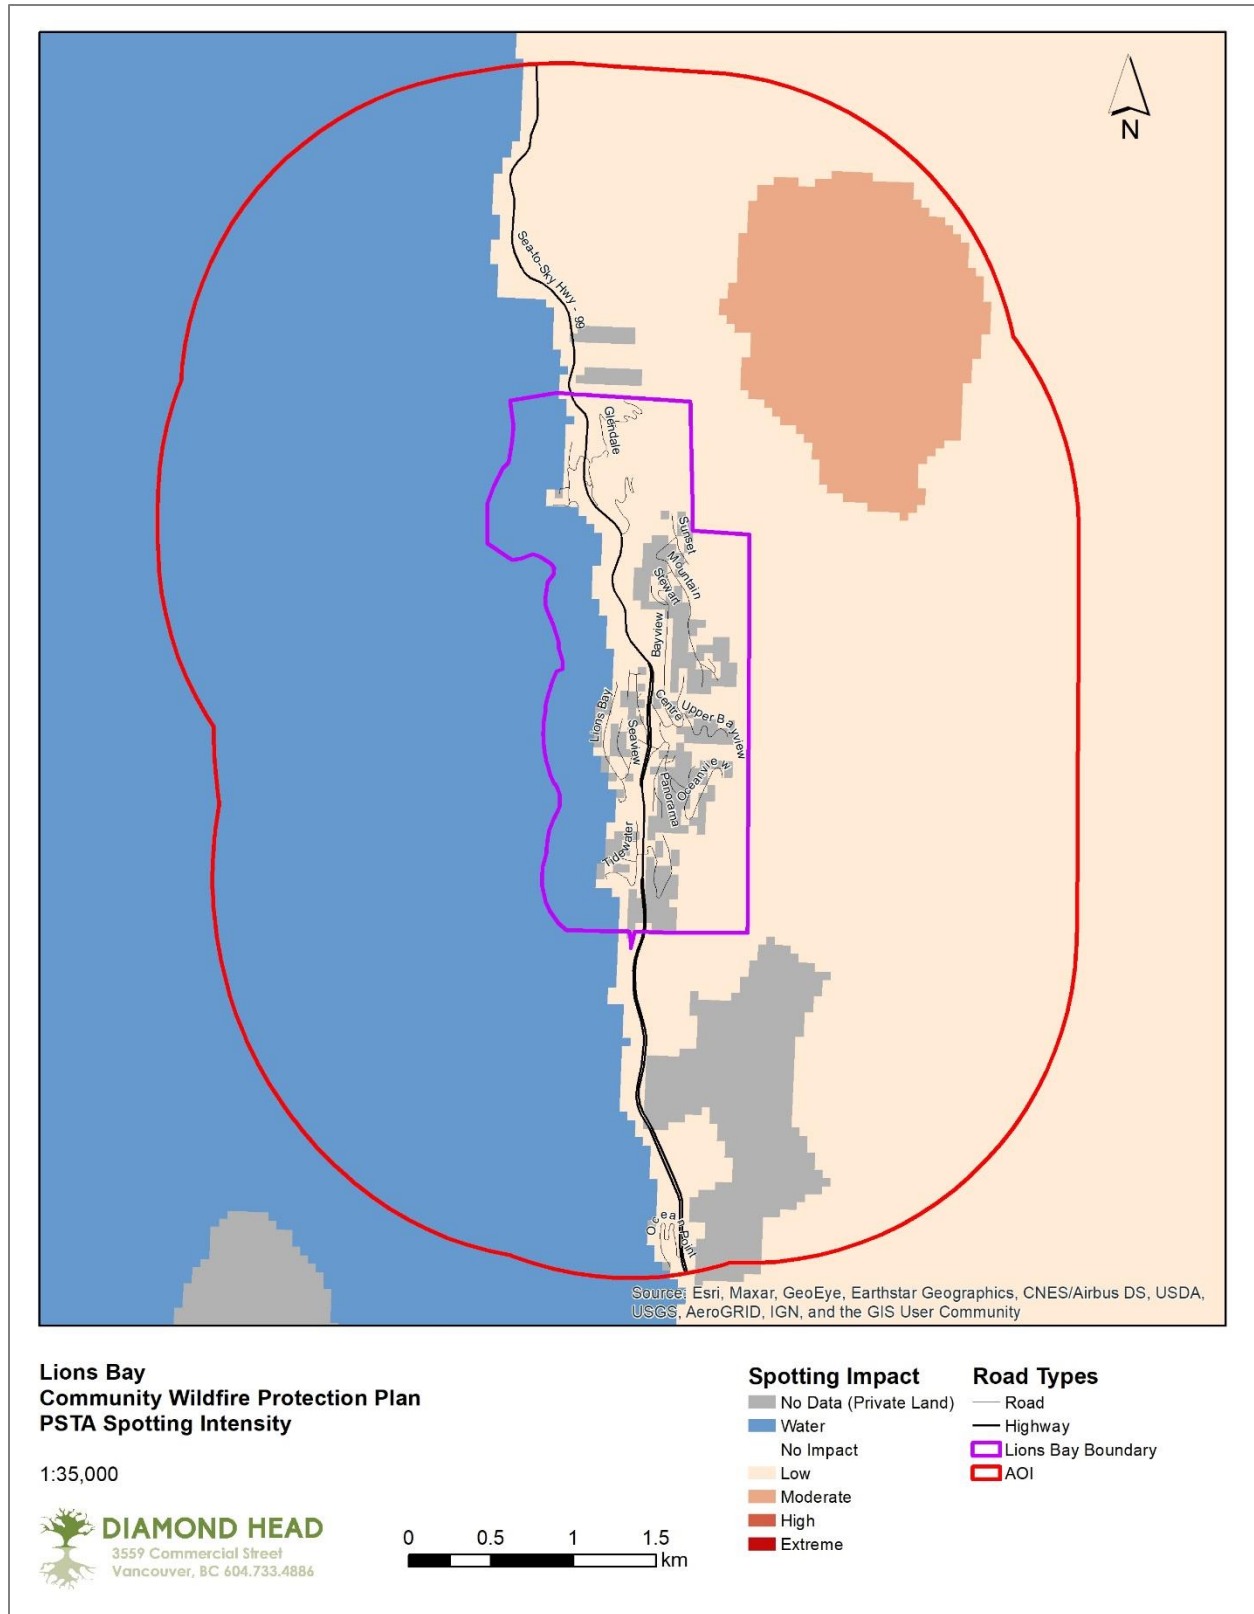 N
Sea-to-Sky Hwy - 99
Glendale
Sunset
Mountain
Stewart
Bayview
Lions Bay
Centre
Upper Bayview
Seaview
Oceanview
Panorama
Tidewater
Ocean Point
Source: Esri, Maxar, GeoEye, Earthstar Geographics, CNES/Airbus DS, USDA,
USGS, AeroGRID, IGN, and the GIS User Community
Lions Bay
Community Wildfire Protection Plan
PSTA Spotting Intensity
1:35,000
DIAMOND HEAD
3559 Commercial Street
Vancouver, BC 604.733.4886
0 0.5 1 1.5
km
Spotting Impact
No Data (Private Land)
Water
No Impact
Low
Moderate
High
Extreme
Road Types
Road
Highway
Lions Bay Boundary
AOI